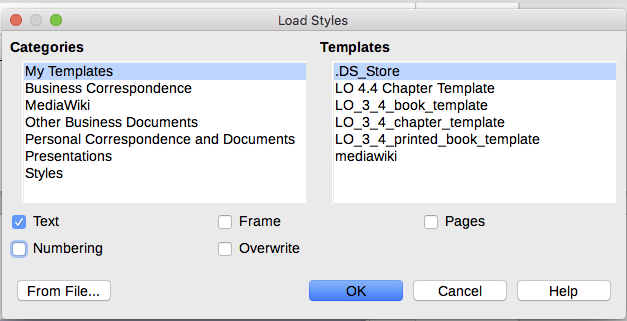 Load Styles
Categories
My Templates
Business Correspondence
MediaWiki
Other Business Documents
Personal Correspondence and Documents
Presentations
Styles
Templates
.DS_Store
LO 4.4 Chapter Template
LO_3_4_book_template
LO_3_4_chapter_template
LO_3_4_printed_book_template
mediawiki
Text
Frame
Pages
Numbering
Overwrite
From File...
OK
Cancel
Help